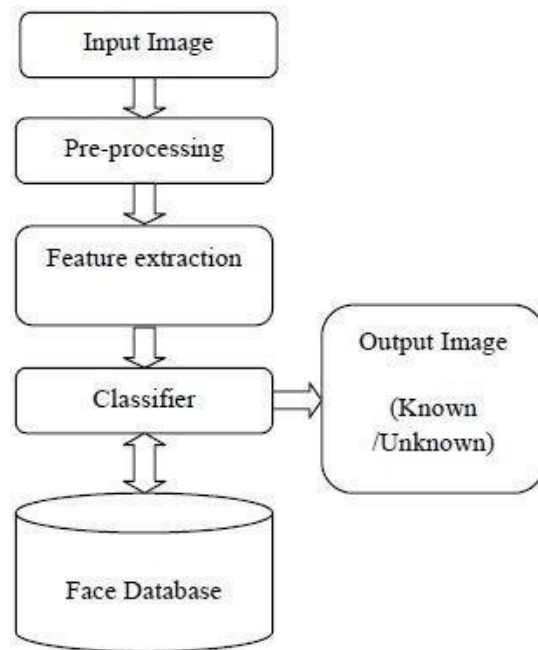 Input Image
Pre-processing
Feature extraction
Classifier
Output Image
(Known
/Unknown)
Face Database